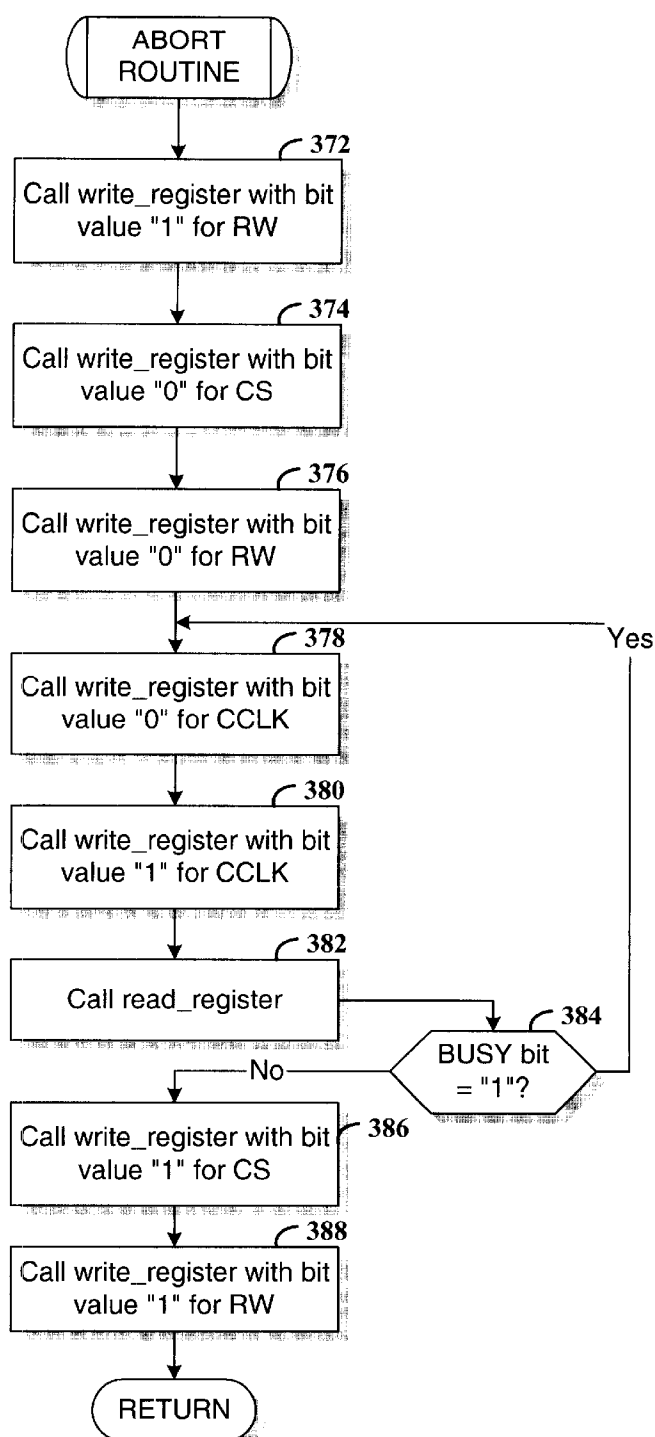 ABORT
ROUTINE
372
Call write_register with bit
value "1" for RW
374
Call write_register with bit
value "0" for CS
376
Call write_register with bit
value "0" for RW
Yes
378
Call write_register with bit
value "0" for CCLK
380
Call write_register with bit
value "1" for CCLK
382
Call read_register
384
BUSY bit
= "1"?
No
386
Call write_register with bit
value "1" for CS
388
Call write_register with bit
value "1" for RW
RETURN